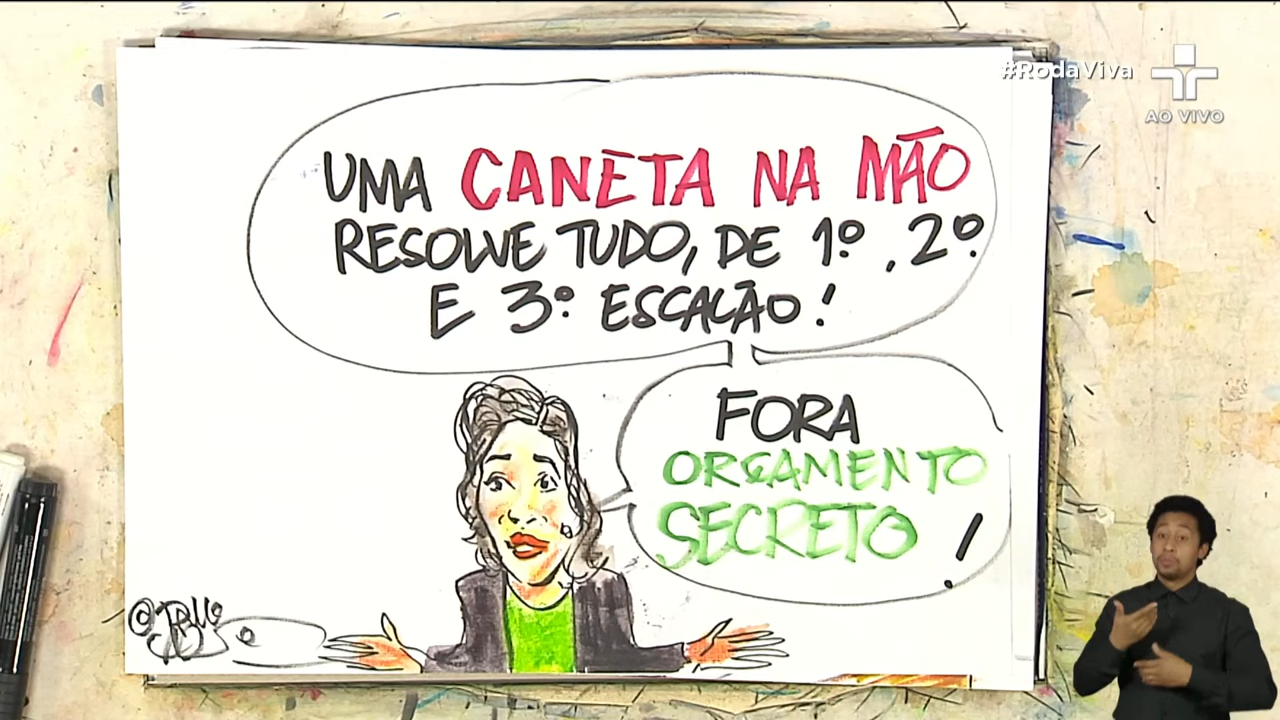 #RodaViva
AO VIVO
UMA CANETA NA MÃO
RESOLVE TUDO, DE 1º, 2º
E 3º ESCALÃO!
FORA
ORÇAMENTO
SECRETO!